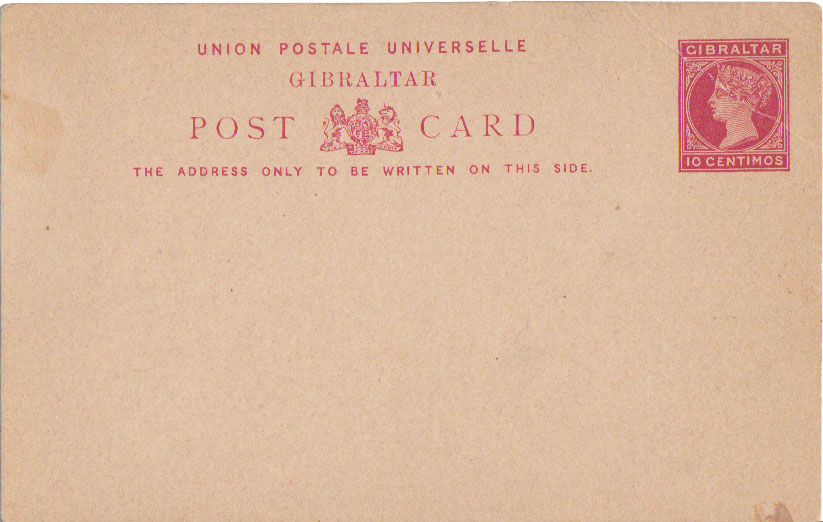 UNION POSTALE UNIVERSELLE
GIBRALTAR
POST CARD
THE ADDRESS ONLY TO BE WRITTEN ON THIS SIDE.
GIBRALTAR
10 CENTIMOS